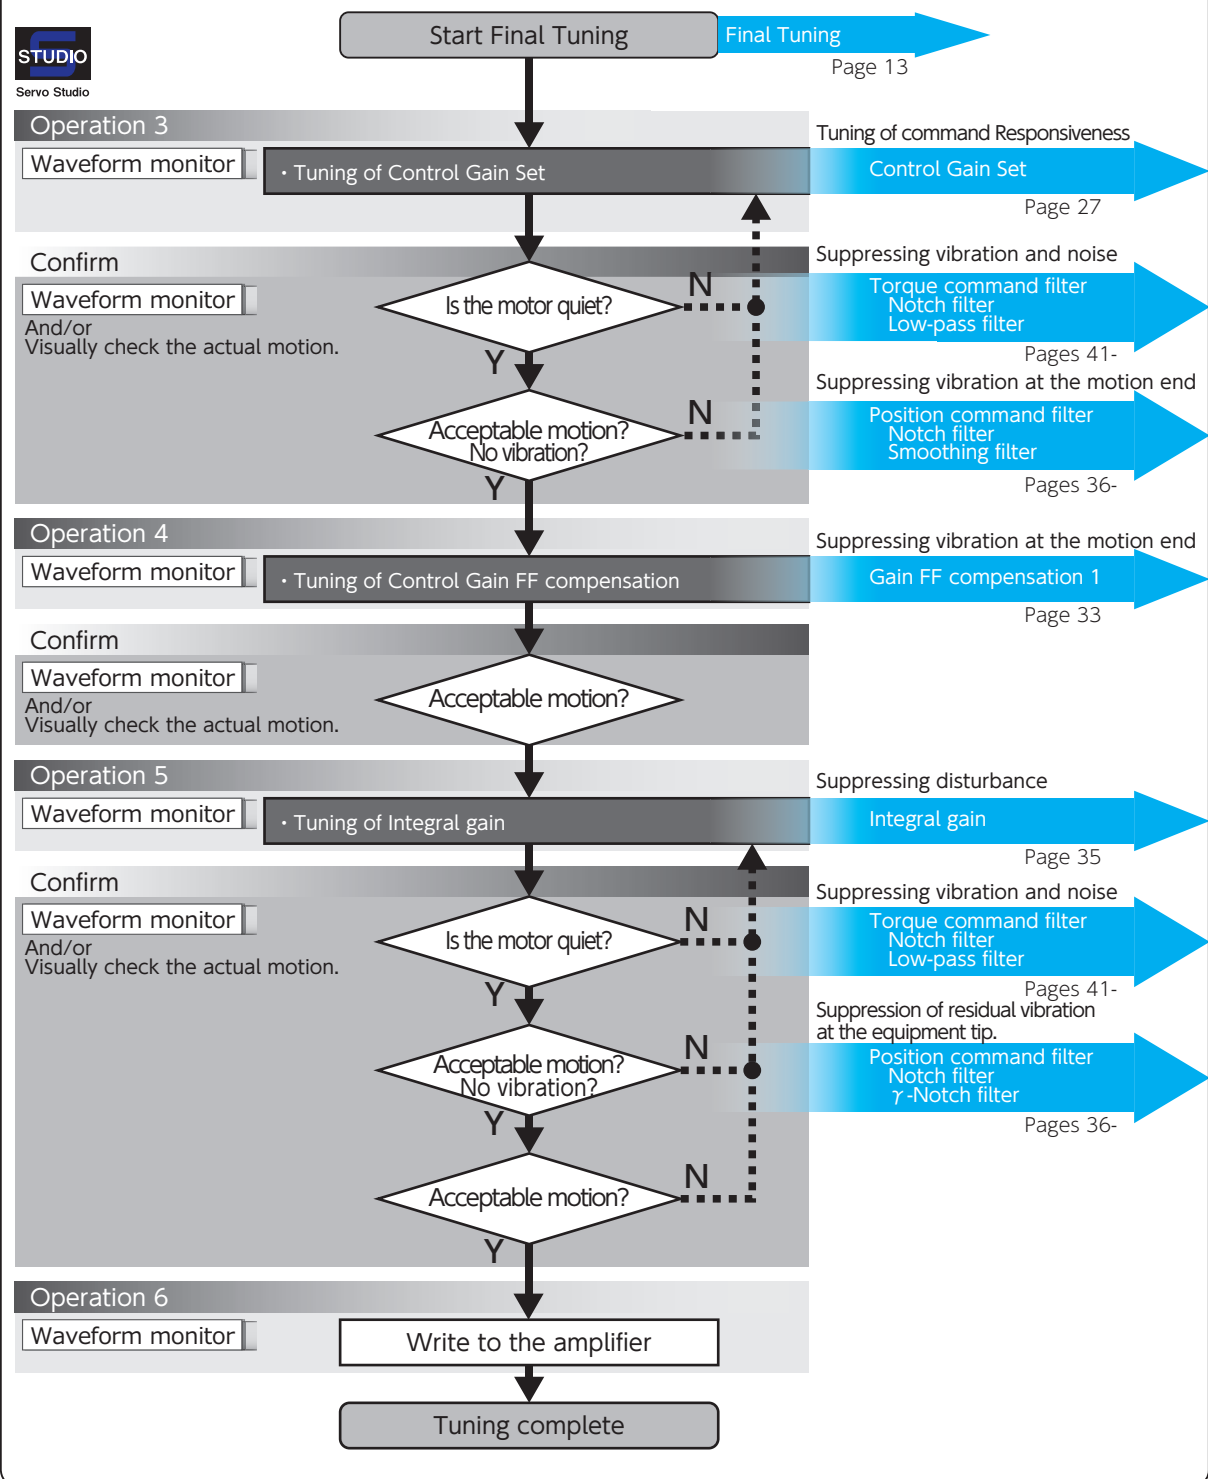 Start Final Tuning
Final Tuning
Page 13
S
STUDIO
Servo Studio
Operation 3
Waveform monitor
・Tuning of Control Gain Set
Tuning of command Responsiveness
Control Gain Set
Page 27
Confirm
Waveform monitor
And/or
Visually check the actual motion.
Is the motor quiet?
N
Y
Suppressing vibration and noise
Torque command filter
Notch filter
Low-pass filter
Pages 41-
Acceptable motion?
No vibration?
N
Y
Suppressing vibration at the motion end
Position command filter
Notch filter
Smoothing filter
Pages 36-
Operation 4
Waveform monitor
・Tuning of Control Gain FF compensation
Suppressing vibration at the motion end
Gain FF compensation 1
Page 33
Confirm
Waveform monitor
And/or
Visually check the actual motion.
Acceptable motion?
Operation 5
Waveform monitor
・Tuning of Integral gain
Suppressing disturbance
Integral gain
Page 35
Confirm
Waveform monitor
And/or
Visually check the actual motion.
Is the motor quiet?
N
Y
Suppressing vibration and noise
Torque command filter
Notch filter
Low-pass filter
Pages 41-
Acceptable motion?
No vibration?
N
Y
Suppression of residual vibration
at the equipment tip.
Position command filter
Notch filter
γ-Notch filter
Pages 36-
Acceptable motion?
N
Y
Operation 6
Waveform monitor
Write to the amplifier
Tuning complete